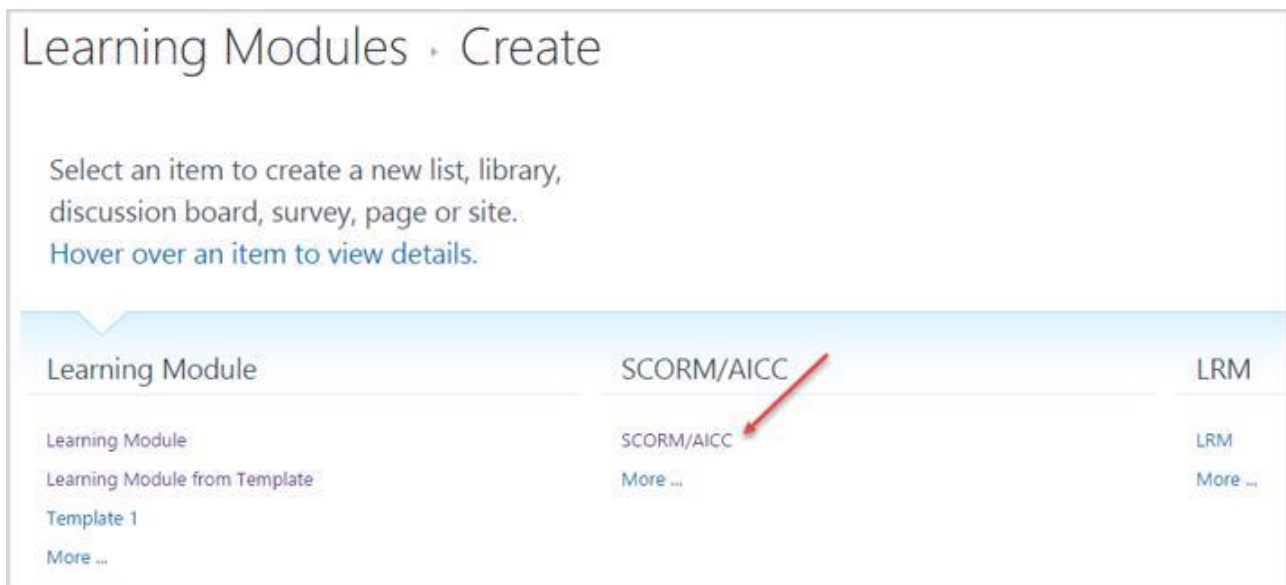 Learning Modules ▸ Create
Select an item to create a new list, library,
discussion board, survey, page or site.
Hover over an item to view details.
Learning Module
Learning Module
Learning Module from Template
Template 1
More ...
SCORM/AICC
SCORM/AICC
More ...
LRM
LRM
More ...